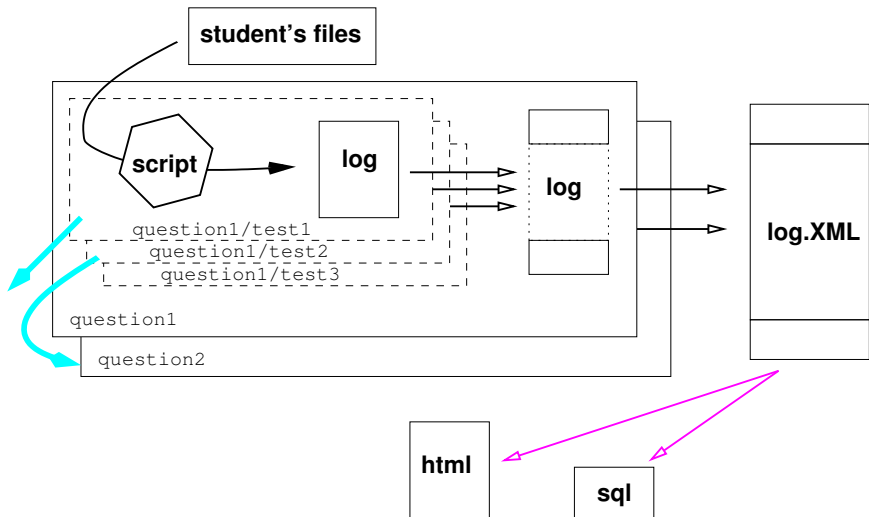 student's files
script
log
log
log.XML
question1/test1
question1/test2
question1/test3
question1
question2
html
sql